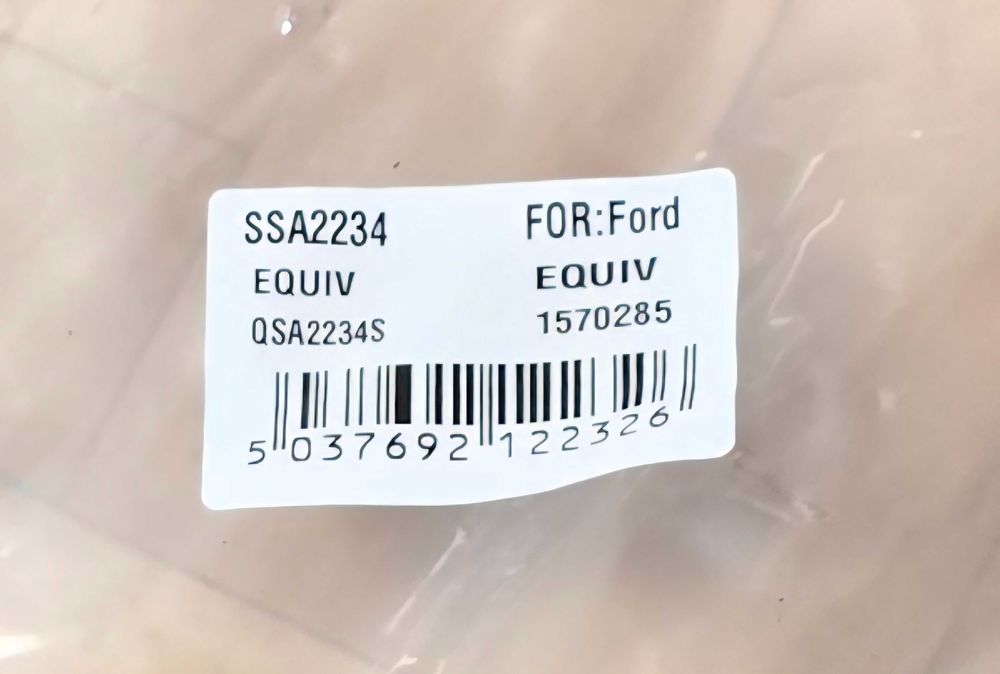 SSA2234 FOR:Ford
EQUIV EQUIV
QSA2234S 1570285
5 037692 122326